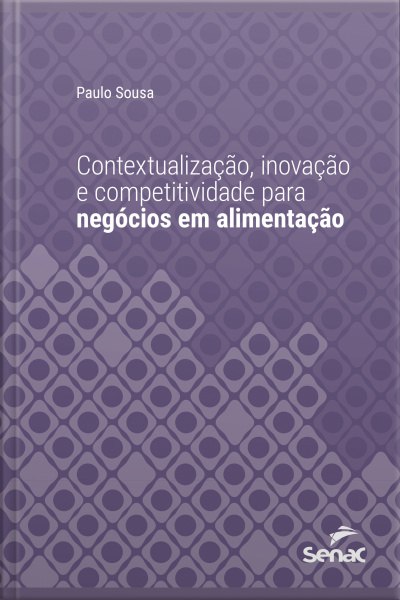 Paulo Sousa
Contextualização, inovação
e competitividade para
negócios em alimentação
Senac